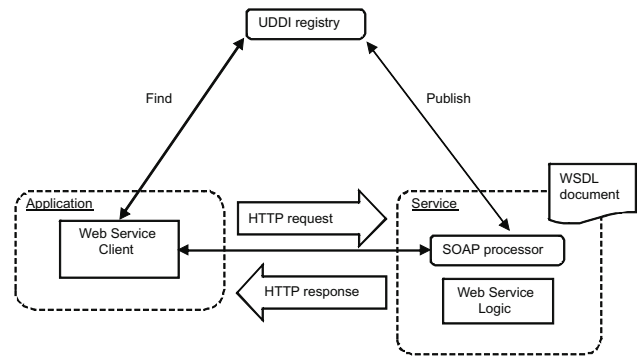 UDDI registry
Find
Publish
WSDL
document
Application
Service
HTTP request
Web Service
Client
SOAP processor
HTTP response
Web Service
Logic